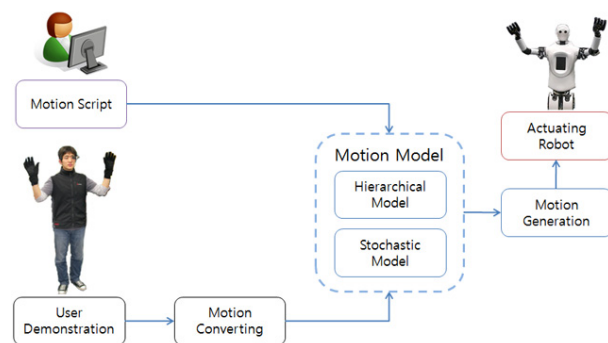 Motion Script
Actuating
Robot
Motion Model
Hierarchical
Model
Stochastic
Model
Motion
Generation
User
Demonstration
Motion
Converting